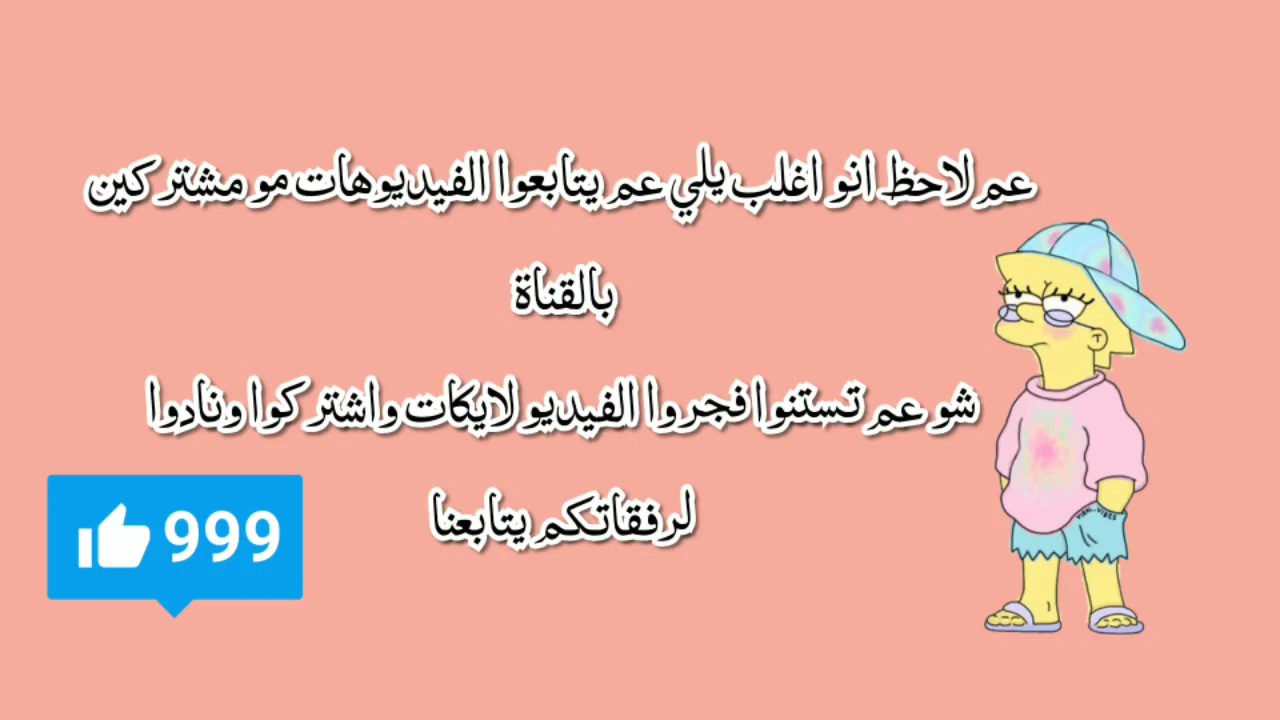 عم لاحظ انو اغلب يلي عم يتابعوا الفيديوهات مو مشتركين
بالقناة
شو عم تستنوا فجروا الفيديو لايكات واشتركوا ونادوا
لرفقاتكم يتابعنا
999